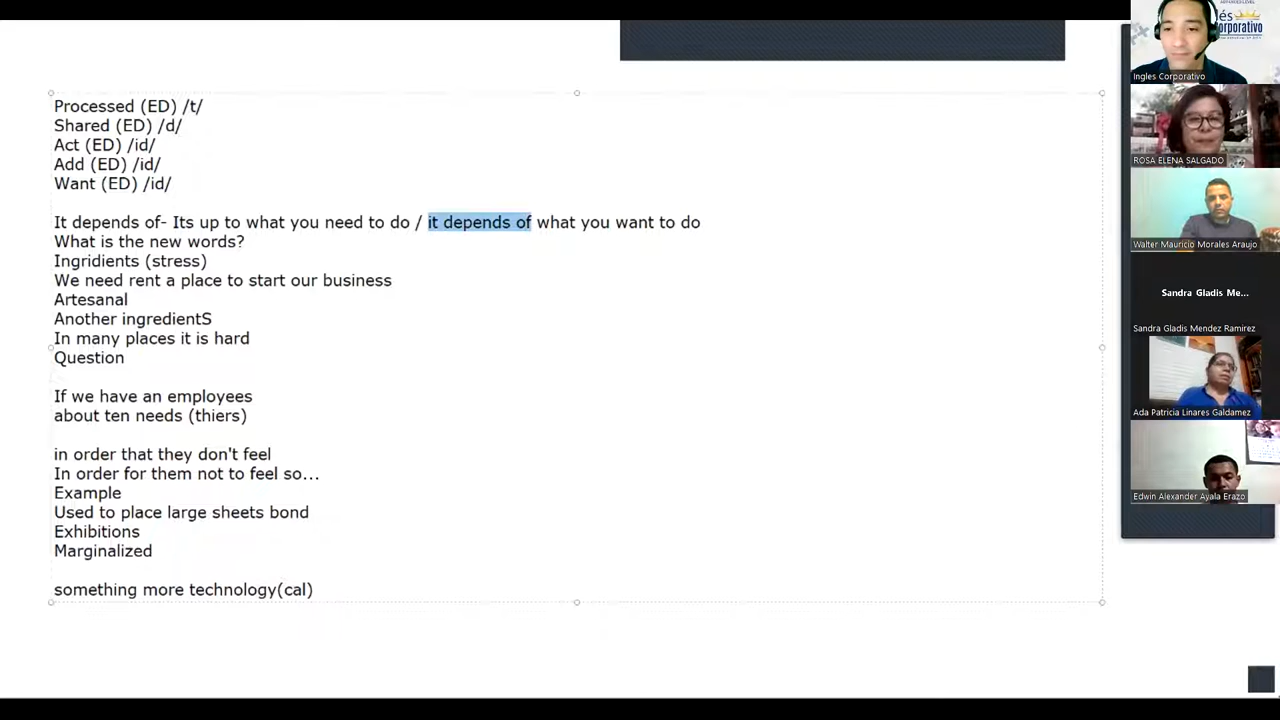 Processed (ED) /t/
Shared (ED) /d/
Act (ED) /id/
Add (ED) /id/
Want (ED) /id/
It depends of- Its up to what you need to do / it depends of what you want to do
What is the new words?
Ingridients (stress)
We need rent a place to start our business
Artesanal
Another ingredientS
In many places it is hard
Question
If we have an employees
about ten needs (thiers)
in order that they don't feel
In order for them not to feel so...
Example
Used to place large sheets bond
Exhibitions
Marginalized
something more technology(cal)
és
orporativo
Ingles Corporativo
ROSA ELENA SALGADO
Walter Mauricio Morales Araujo
Sandra Gladis Me...
Sandra Gladis Mendez Ramirez
Ada Patricia Linares Galdamez
Edwin Alexander Ayala Erazo